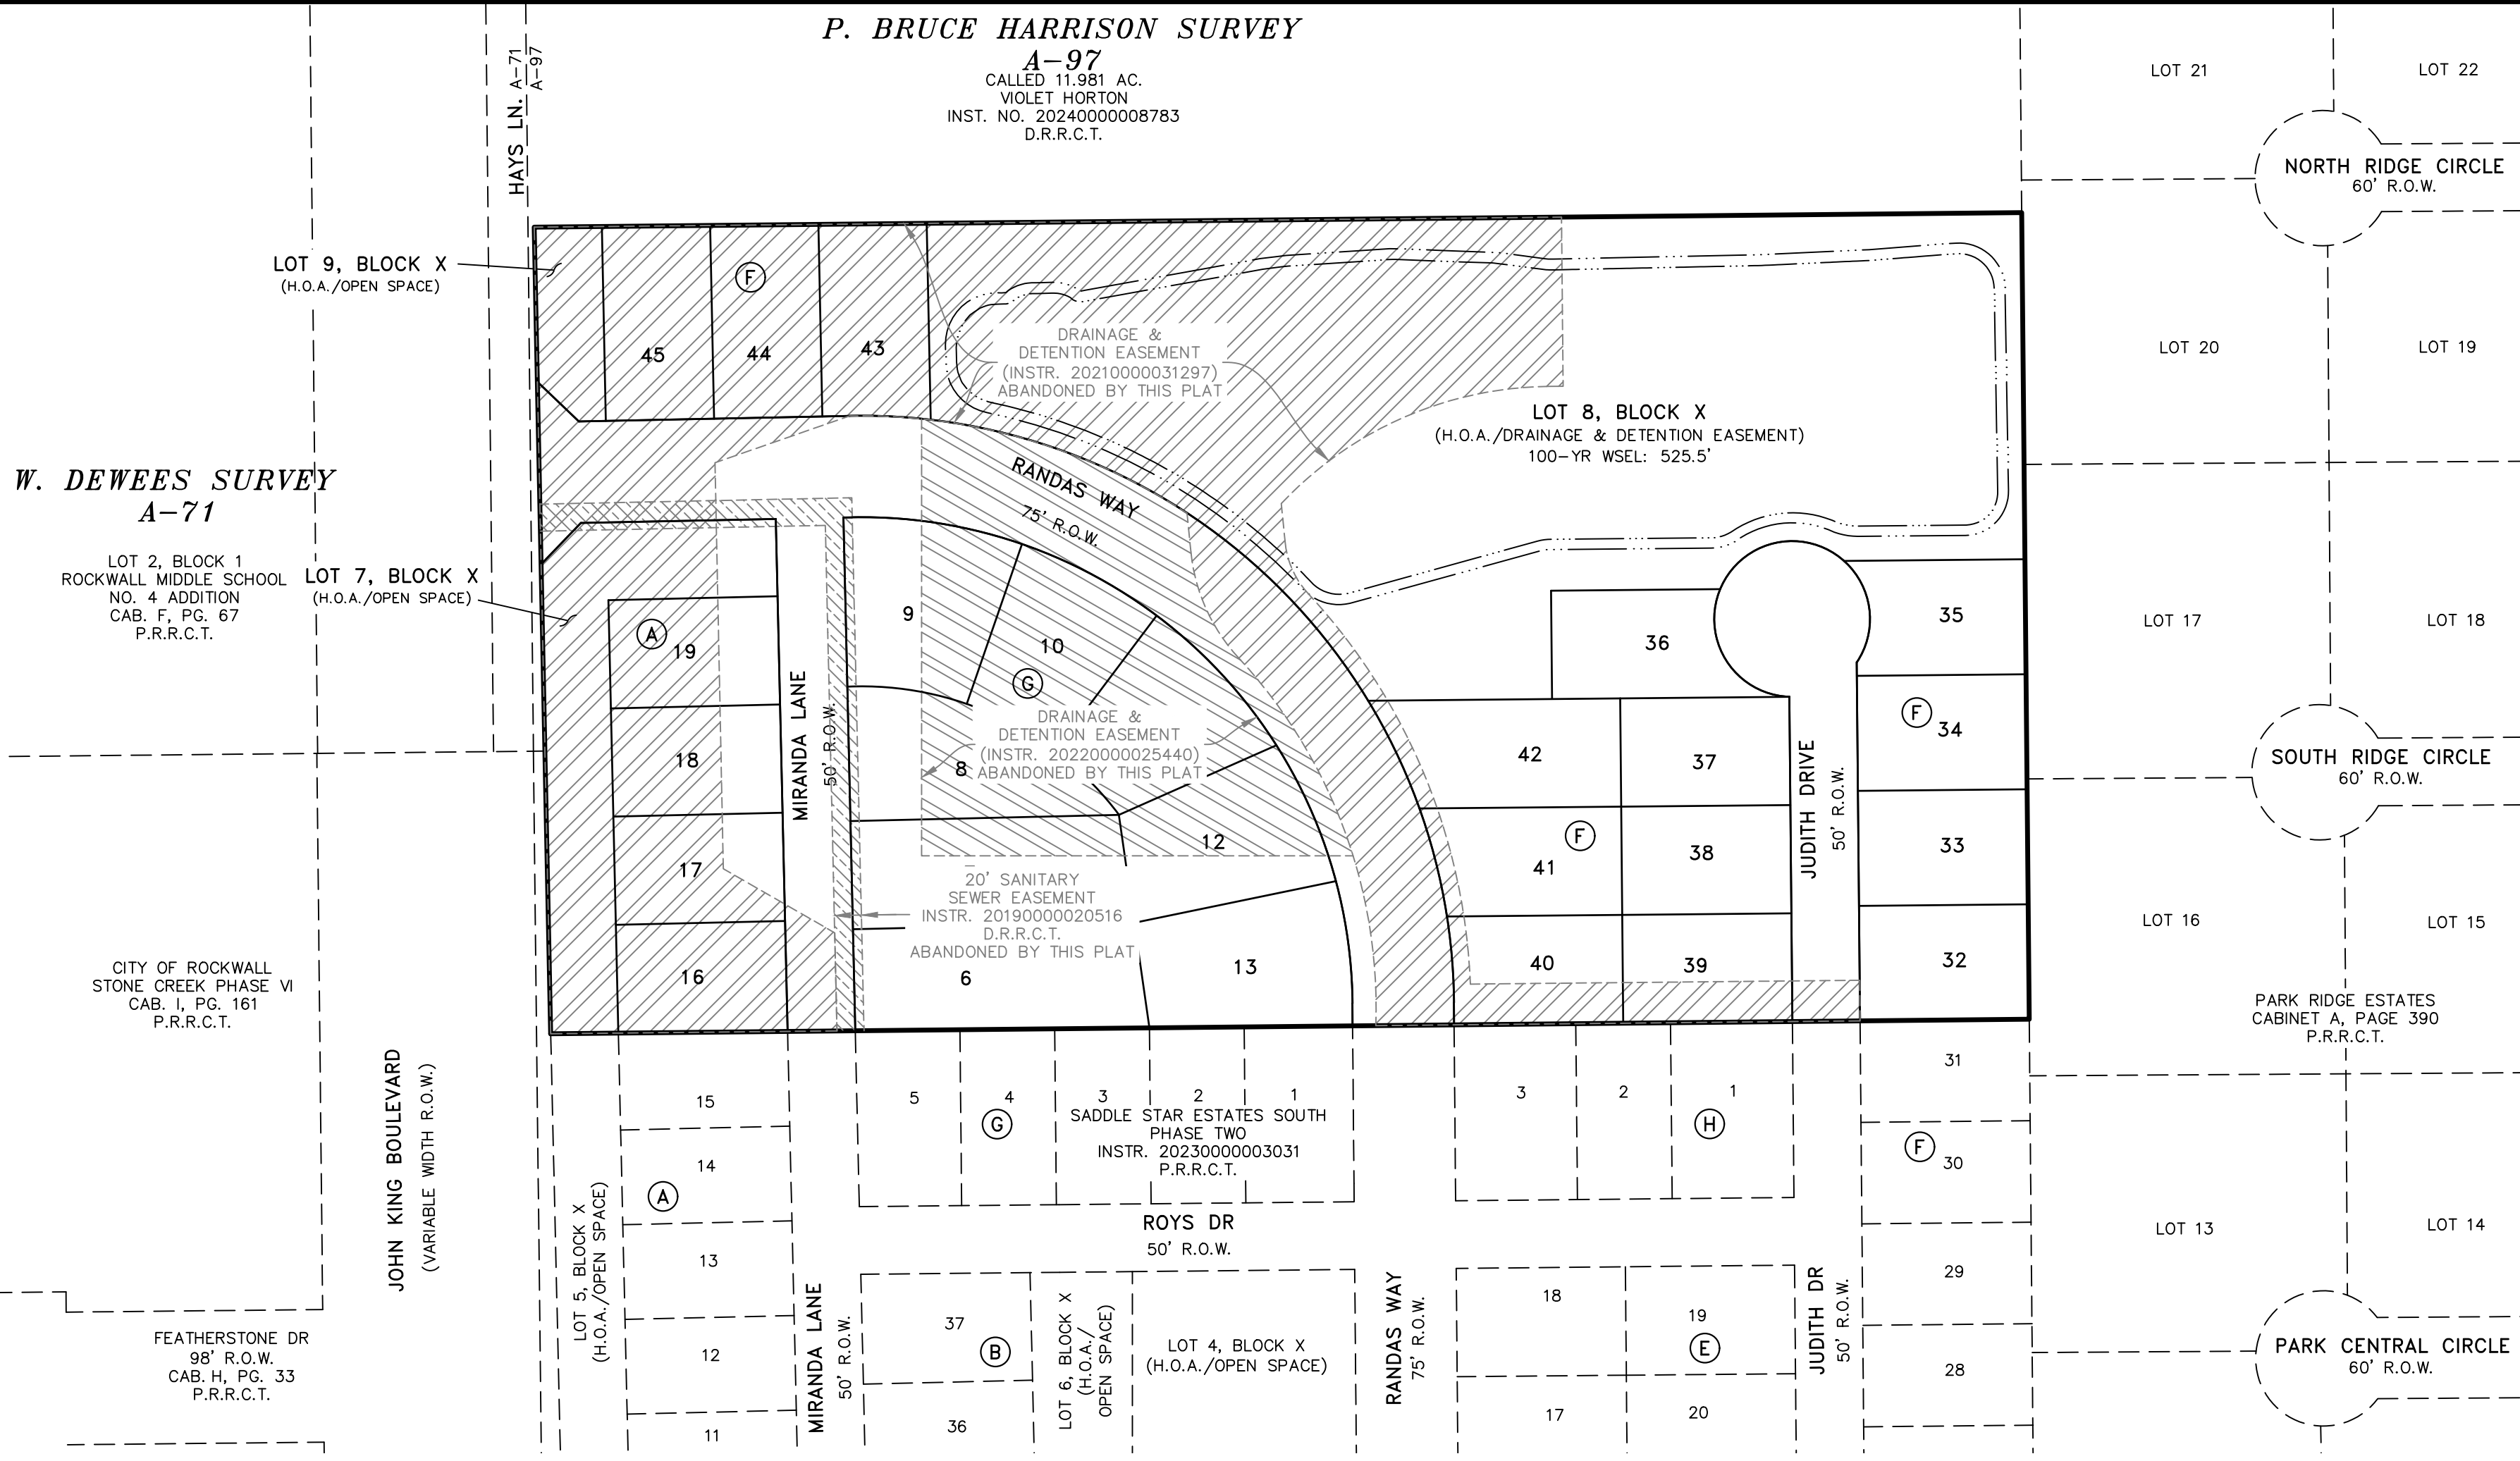 P. BRUCE HARRISON SURVEY
A-97
CALLED 11.981 AC.
VIOLET HORTON
INST. NO. 20240000008783
D.R.R.C.T.
HAYS LN.
A-71
A-97
LOT 21
LOT 22
NORTH RIDGE CIRCLE
60' R.O.W.
LOT 9, BLOCK X
(H.O.A./OPEN SPACE)
F
45
44
43
DRAINAGE &
DETENTION EASEMENT
(INSTR. 20210000031297)
ABANDONED BY THIS PLAT
LOT 8, BLOCK X
(H.O.A./DRAINAGE & DETENTION EASEMENT)
100-YR WSEL: 525.5'
LOT 20
LOT 19
W. DEWEES SURVEY
A-71
RANDAS WAY
75' R.O.W.
LOT 2, BLOCK 1
ROCKWALL MIDDLE SCHOOL
NO. 4 ADDITION
CAB. F, PG. 67
P.R.R.C.T.
LOT 7, BLOCK X
(H.O.A./OPEN SPACE)
A
19
18
17
16
MIRANDA LANE
50' R.O.W.
9
10
G
DRAINAGE &
DETENTION EASEMENT
(INSTR. 20220000025440)
ABANDONED BY THIS PLAT
8
12
20' SANITARY
SEWER EASEMENT
INSTR. 20190000020516
D.R.R.C.T.
ABANDONED BY THIS PLAT
6
13
36
35
42
37
F
34
F
41
38
33
40
39
32
JUDITH DRIVE
50' R.O.W.
LOT 17
LOT 18
SOUTH RIDGE CIRCLE
60' R.O.W.
LOT 16
LOT 15
PARK RIDGE ESTATES
CABINET A, PAGE 390
P.R.R.C.T.
CITY OF ROCKWALL
STONE CREEK PHASE VI
CAB. I, PG. 161
P.R.R.C.T.
JOHN KING BOULEVARD
(VARIABLE WIDTH R.O.W.)
15
14
A
13
12
11
LOT 5, BLOCK X
(H.O.A./OPEN SPACE)
5
4
3
2
1
G
SADDLE STAR ESTATES SOUTH
PHASE TWO
INSTR. 20230000003031
P.R.R.C.T.
3
2
1
H
31
F
30
29
28
ROYS DR
50' R.O.W.
MIRANDA LANE
50' R.O.W.
37
B
36
LOT 6, BLOCK X
(H.O.A./
OPEN SPACE)
LOT 4, BLOCK X
(H.O.A./OPEN SPACE)
RANDAS WAY
75' R.O.W.
18
19
E
17
20
JUDITH DR
50' R.O.W.
LOT 13
LOT 14
PARK CENTRAL CIRCLE
60' R.O.W.
FEATHERSTONE DR
98' R.O.W.
CAB. H, PG. 33
P.R.R.C.T.